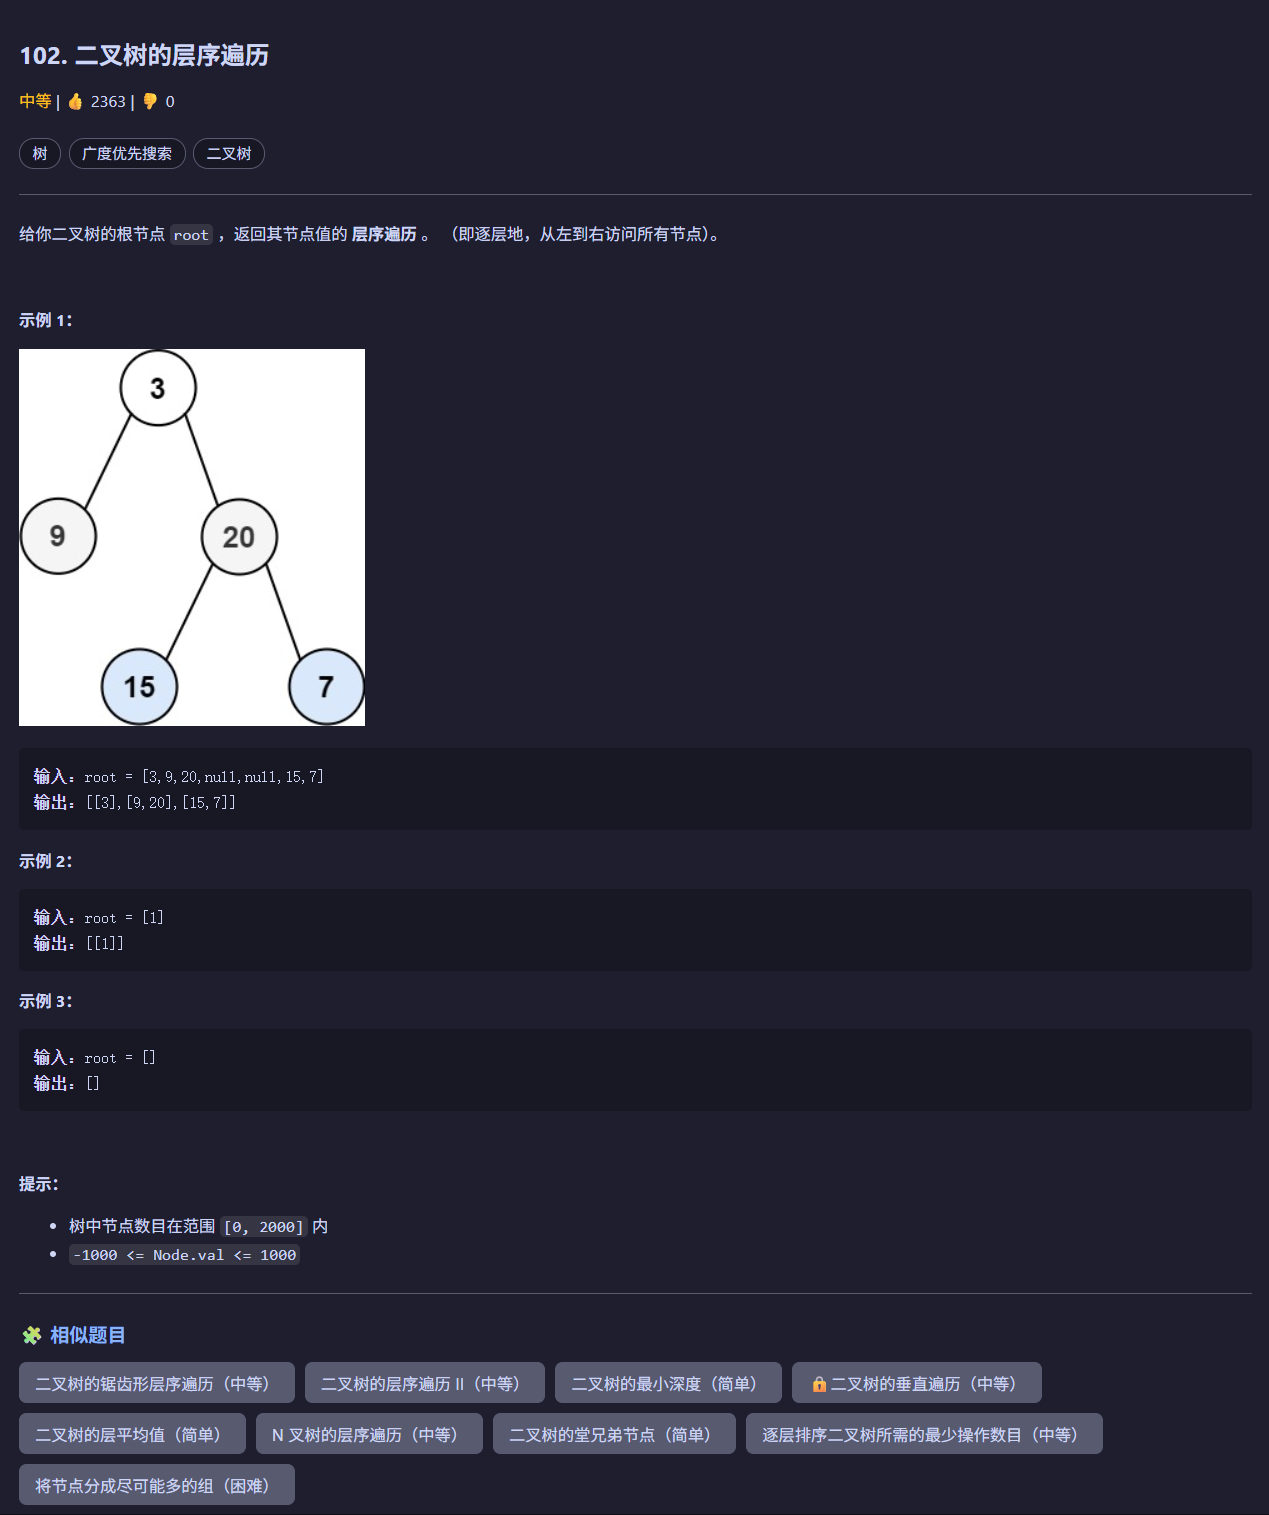 102. 二叉树的层序遍历
中等 | 👍 2363 | 👎 0
树 广度优先搜索 二叉树
给你二叉树的根节点 root ，返回其节点值的 层序遍历 。 （即逐层地，从左到右访问所有节点）。
示例 1：
3
9 20
15 7
输入：root = [3,9,20,null,null,15,7]
输出：[[3],[9,20],[15,7]]
示例 2：
输入：root = [1]
输出：[[1]]
示例 3：
输入：root = []
输出：[]
提示：
• 树中节点数目在范围 [0, 2000] 内
• -1000 <= Node.val <= 1000
🧩 相似题目
二叉树的锯齿形层序遍历（中等） 二叉树的层序遍历 II（中等） 二叉树的最小深度（简单） 🔒二叉树的垂直遍历（中等）
二叉树的层平均值（简单） N 叉树的层序遍历（中等） 二叉树的堂兄弟节点（简单） 逐层排序二叉树所需的最少操作数目（中等）
将节点分成尽可能多的组（困难）